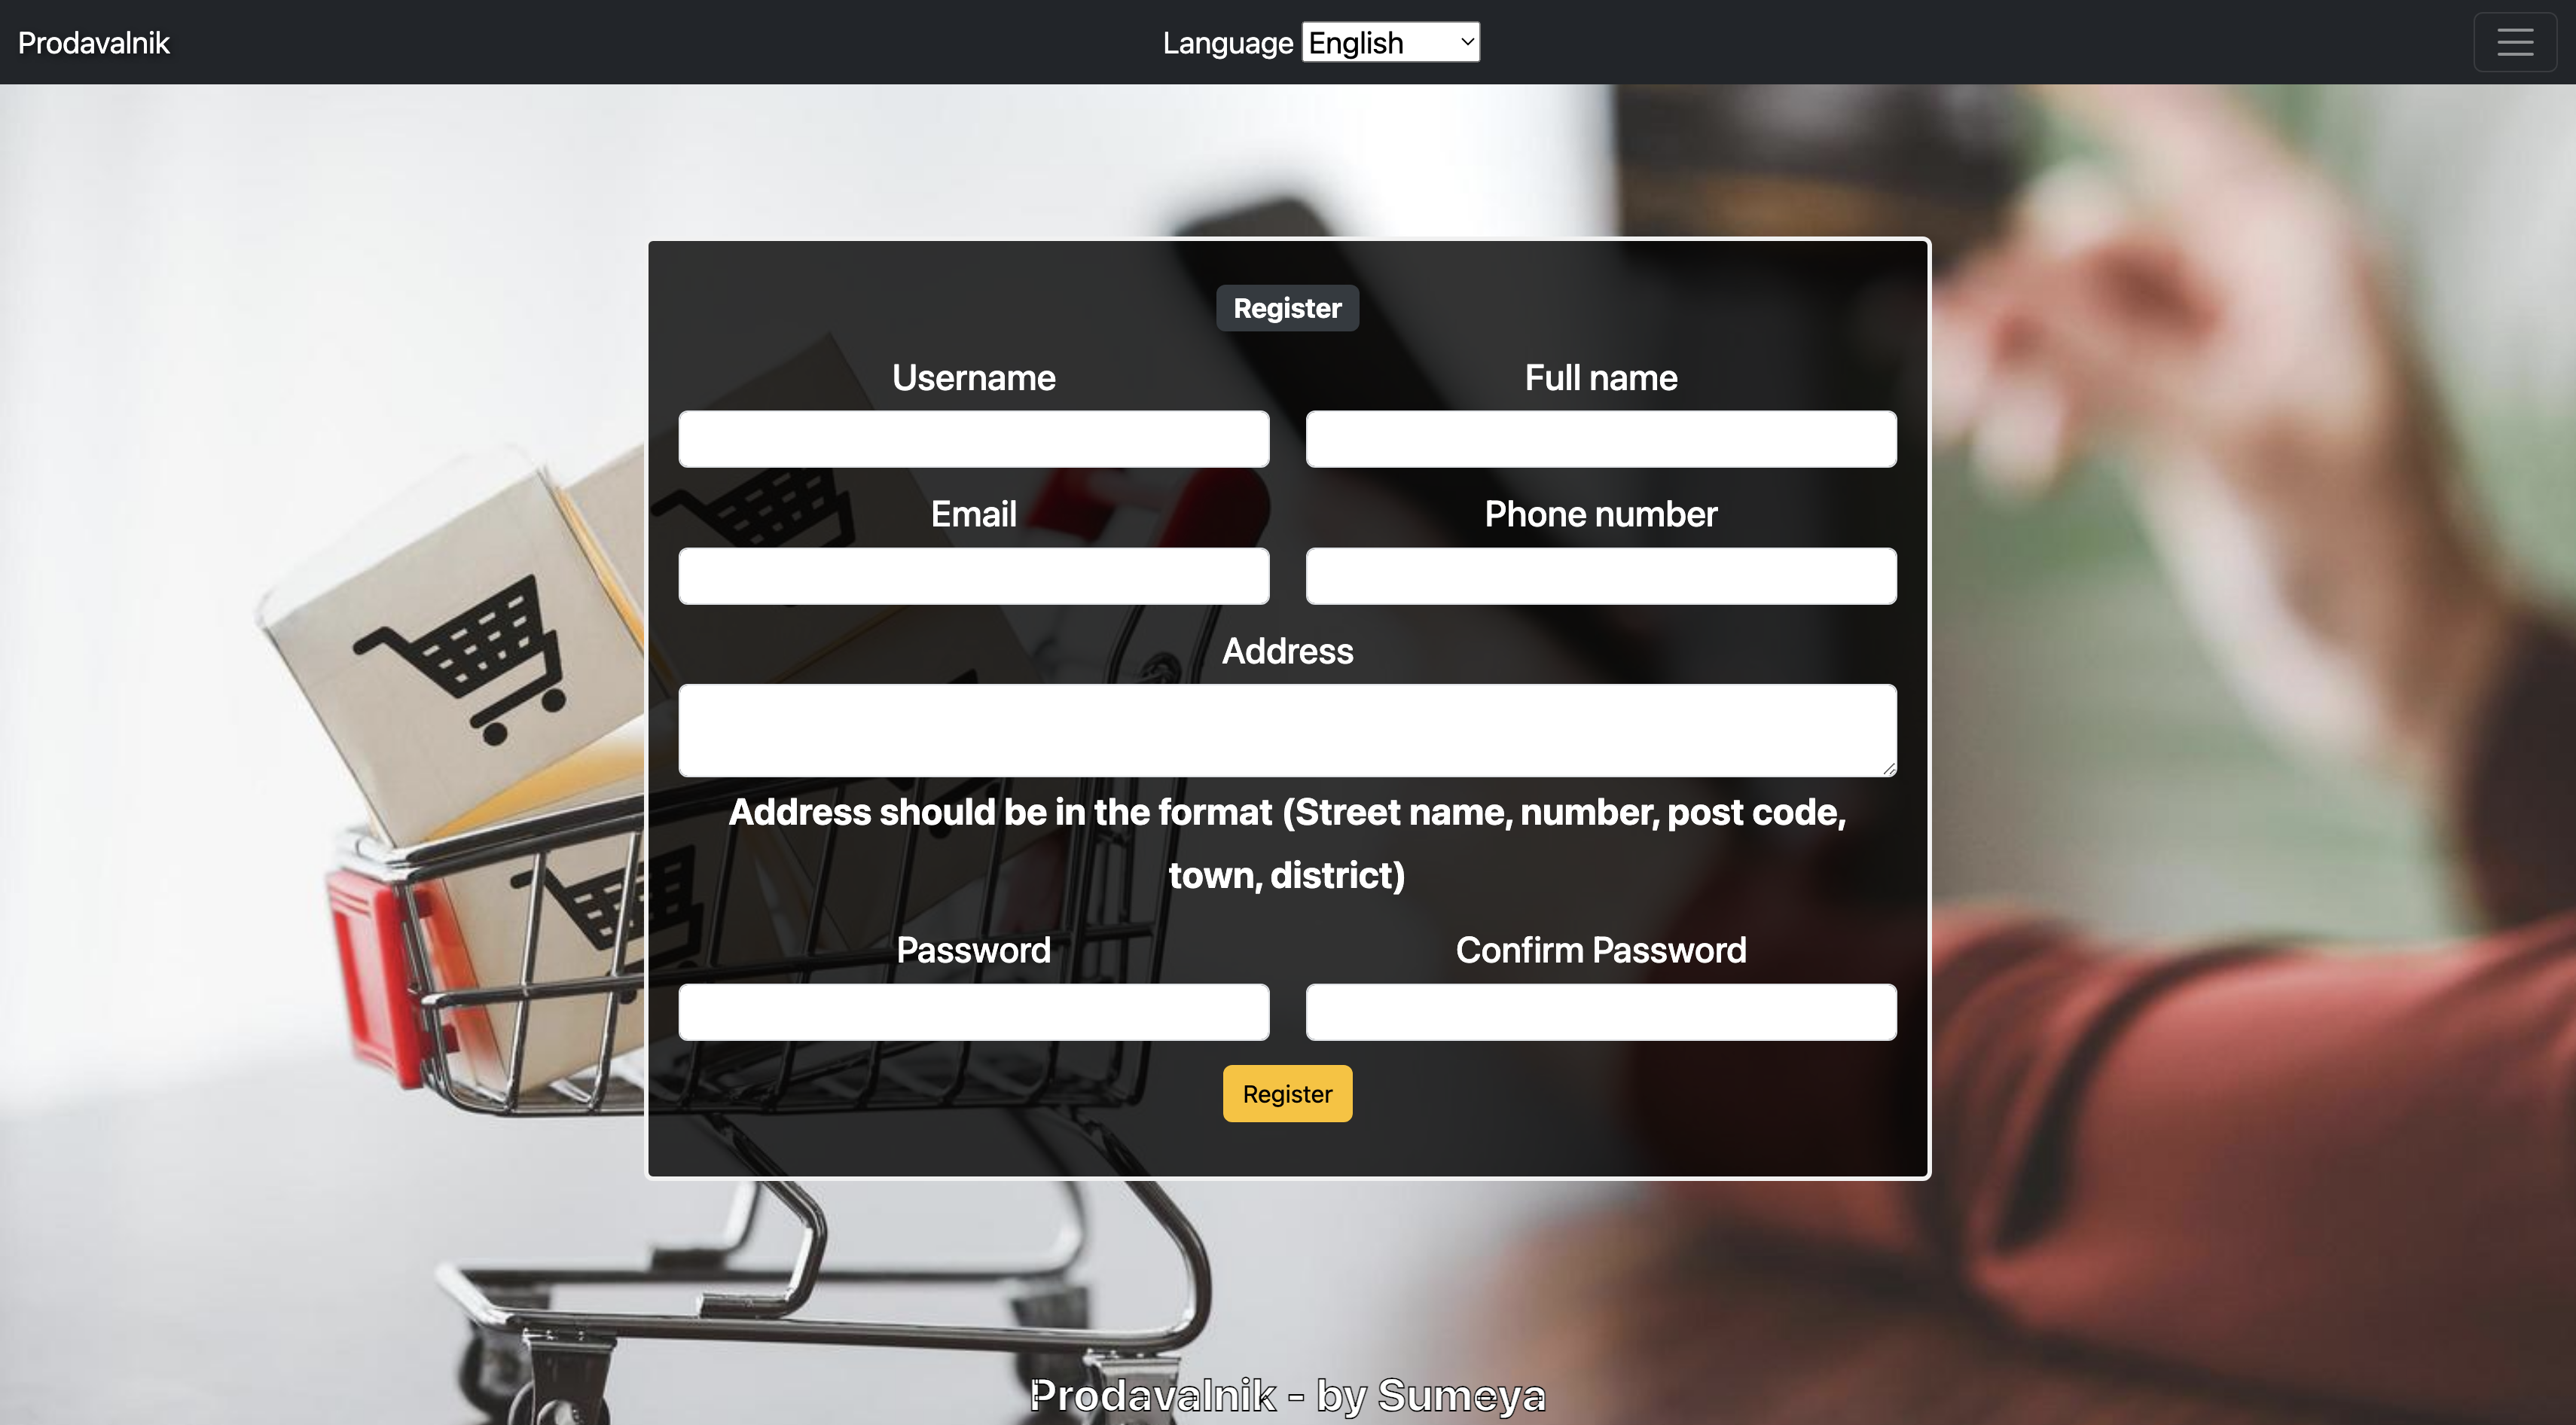 Prodavalnik
Language English
Register
Username
Full name
Email
Phone number
Address
Address should be in the format (Street name, number, post code,
town, district)
Password
Confirm Password
Register
Prodavalnik - by Sumeya